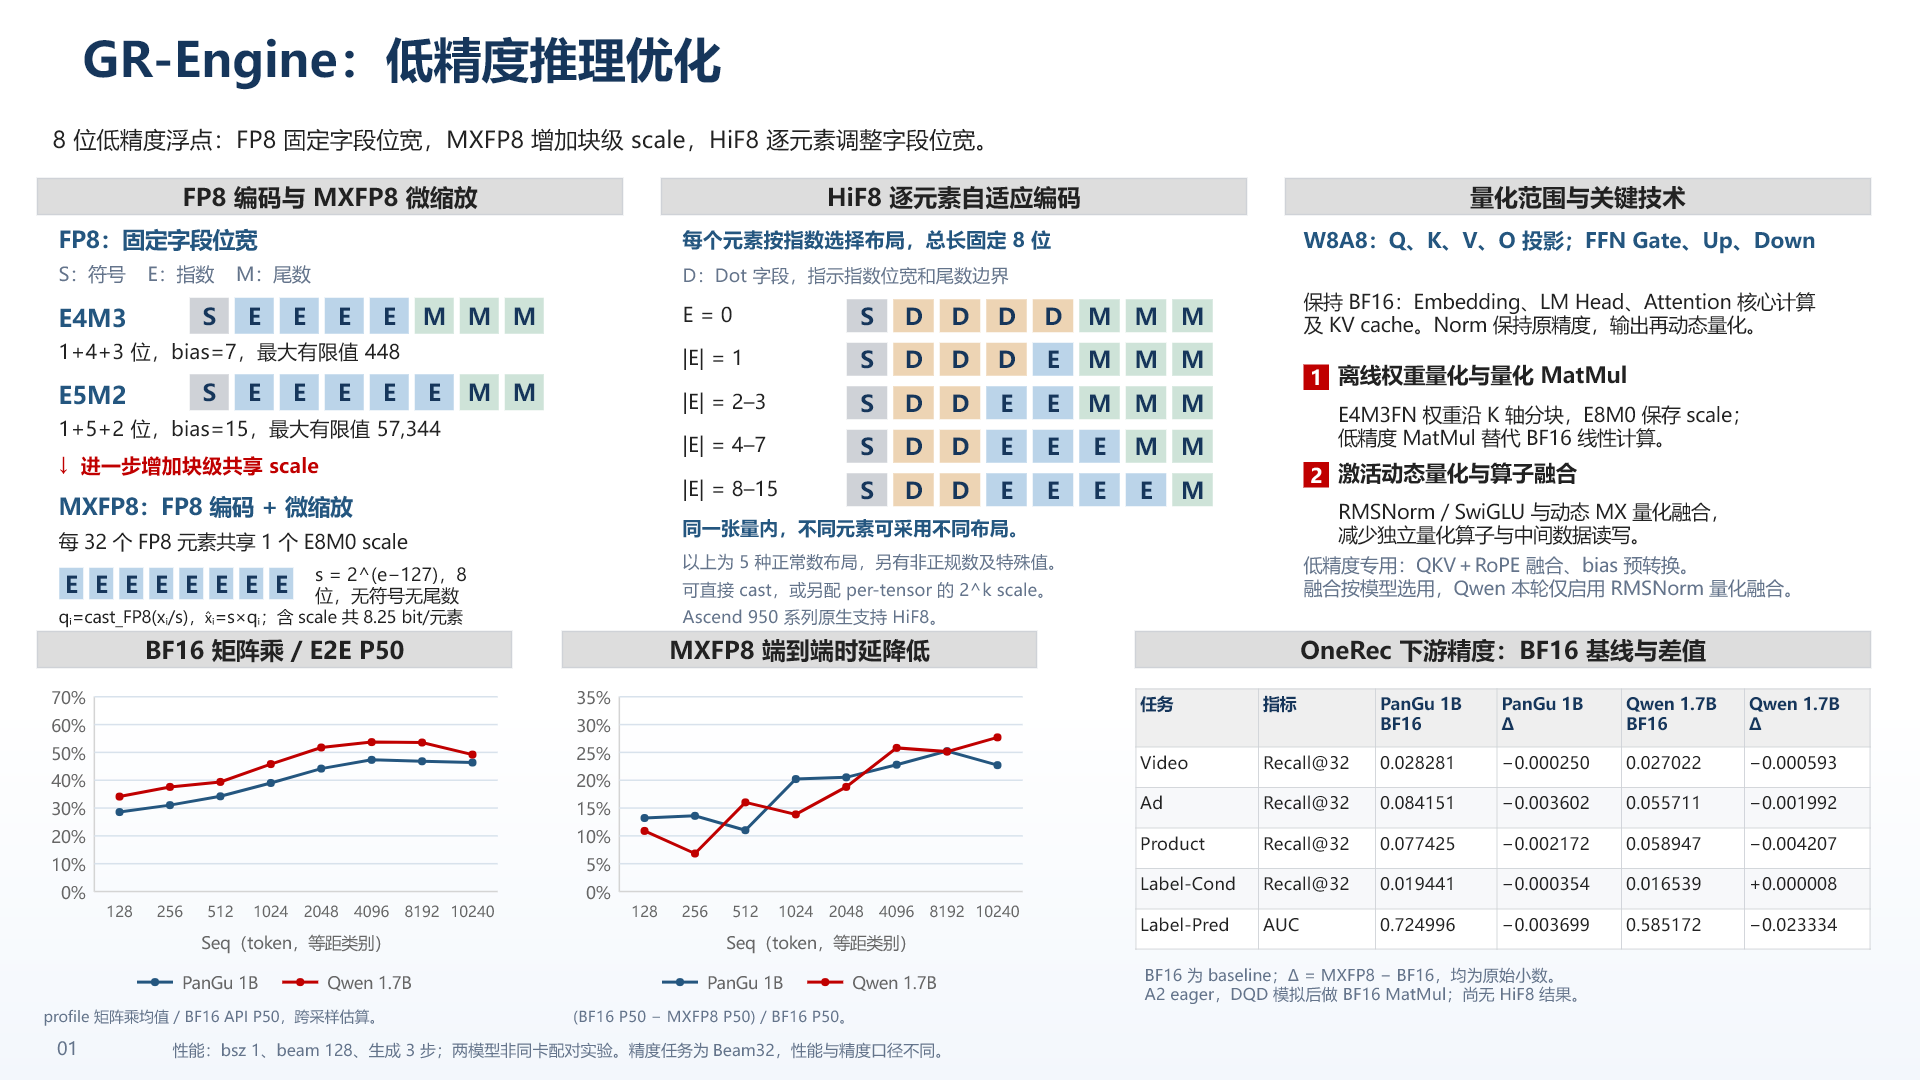 GR-Engine：低精度推理优化
8 位低精度浮点：FP8 固定字段位宽，MXFP8 增加块级 scale，HiF8 逐元素调整字段位宽。
FP8 编码与 MXFP8 微缩放
FP8：固定字段位宽
S：符号 E：指数 M：尾数
E4M3 S E E E E M M M
1+4+3 位，bias=7，最大有限值 448
E5M2 S E E E E E M M
1+5+2 位，bias=15，最大有限值 57,344
↓ 进一步增加块级共享 scale
MXFP8：FP8 编码 + 微缩放
每 32 个 FP8 元素共享 1 个 E8M0 scale
E E E E E E E E
s = 2^(e−127)，8
位，无符号无尾数
qᵢ=cast_FP8(xᵢ/s)，x̂ᵢ=s×qᵢ；含 scale 共 8.25 bit/元素
HiF8 逐元素自适应编码
每个元素按指数选择布局，总长固定 8 位
D：Dot 字段，指示指数位宽和尾数边界
E = 0 S D D D D M M M
|E| = 1 S D D D E M M M
|E| = 2–3 S D D E E M M M
|E| = 4–7 S D D E E E M M
|E| = 8–15 S D D E E E E M
同一张量内，不同元素可采用不同布局。
以上为 5 种正常数布局，另有非正规数及特殊值。
可直接 cast，或另配 per-tensor 的 2^k scale。
Ascend 950 系列原生支持 HiF8。
量化范围与关键技术
W8A8：Q、K、V、O 投影；FFN Gate、Up、Down
保持 BF16：Embedding、LM Head、Attention 核心计算
及 KV cache。Norm 保持原精度，输出再动态量化。
1 离线权重量化与量化 MatMul
E4M3FN 权重沿 K 轴分块，E8M0 保存 scale；
低精度 MatMul 替代 BF16 线性计算。
2 激活动态量化与算子融合
RMSNorm / SwiGLU 与动态 MX 量化融合，
减少独立量化算子与中间数据读写。
低精度专用：QKV＋RoPE 融合、bias 预转换。
融合按模型选用，Qwen 本轮仅启用 RMSNorm 量化融合。
BF16 矩阵乘 / E2E P50
70%
60%
50%
40%
30%
20%
10%
0%
128 256 512 1024 2048 4096 8192 10240
Seq（token，等距类别）
PanGu 1B Qwen 1.7B
profile 矩阵乘均值 / BF16 API P50，跨采样估算。
MXFP8 端到端时延降低
35%
30%
25%
20%
15%
10%
5%
0%
128 256 512 1024 2048 4096 8192 10240
Seq（token，等距类别）
PanGu 1B Qwen 1.7B
(BF16 P50 − MXFP8 P50) / BF16 P50。
OneRec 下游精度：BF16 基线与差值
任务 指标 PanGu 1B BF16 PanGu 1B Δ Qwen 1.7B BF16 Qwen 1.7B Δ
Video Recall@32 0.028281 −0.000250 0.027022 −0.000593
Ad Recall@32 0.084151 −0.003602 0.055711 −0.001992
Product Recall@32 0.077425 −0.002172 0.058947 −0.004207
Label-Cond Recall@32 0.019441 −0.000354 0.016539 +0.000008
Label-Pred AUC 0.724996 −0.003699 0.585172 −0.023334
BF16 为 baseline；Δ = MXFP8 − BF16，均为原始小数。
A2 eager，DQD 模拟后做 BF16 MatMul；尚无 HiF8 结果。
01
性能：bsz 1、beam 128、生成 3 步；两模型非同卡配对实验。精度任务为 Beam32，性能与精度口径不同。